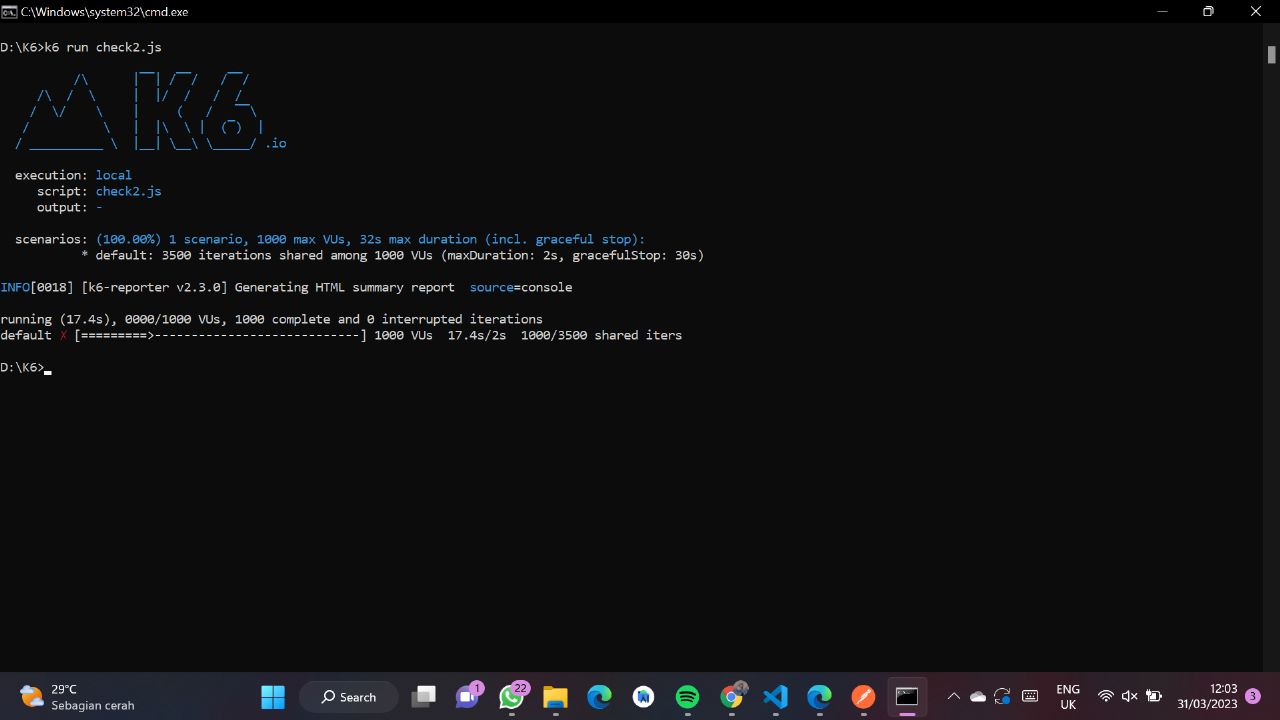 C:\Windows\system32\cmd.exe
D:\K6>k6 run check2.js
.io
execution: local
script: check2.js
output: -
scenarios: (100.00%) 1 scenario, 1000 max VUs, 32s max duration (incl. graceful stop):
* default: 3500 iterations shared among 1000 VUs (maxDuration: 2s, gracefulStop: 30s)
INFO[0018] [k6-reporter v2.3.0] Generating HTML summary report source=console
running (17.4s), 0000/1000 VUs, 1000 complete and 0 interrupted iterations
default ✗ [=========>----------------------------] 1000 VUs 17.4s/2s 1000/3500 shared iters
D:\K6>
29°C
Sebagian cerah
Search
1
22
ENG
UK
12:03
31/03/2023
3